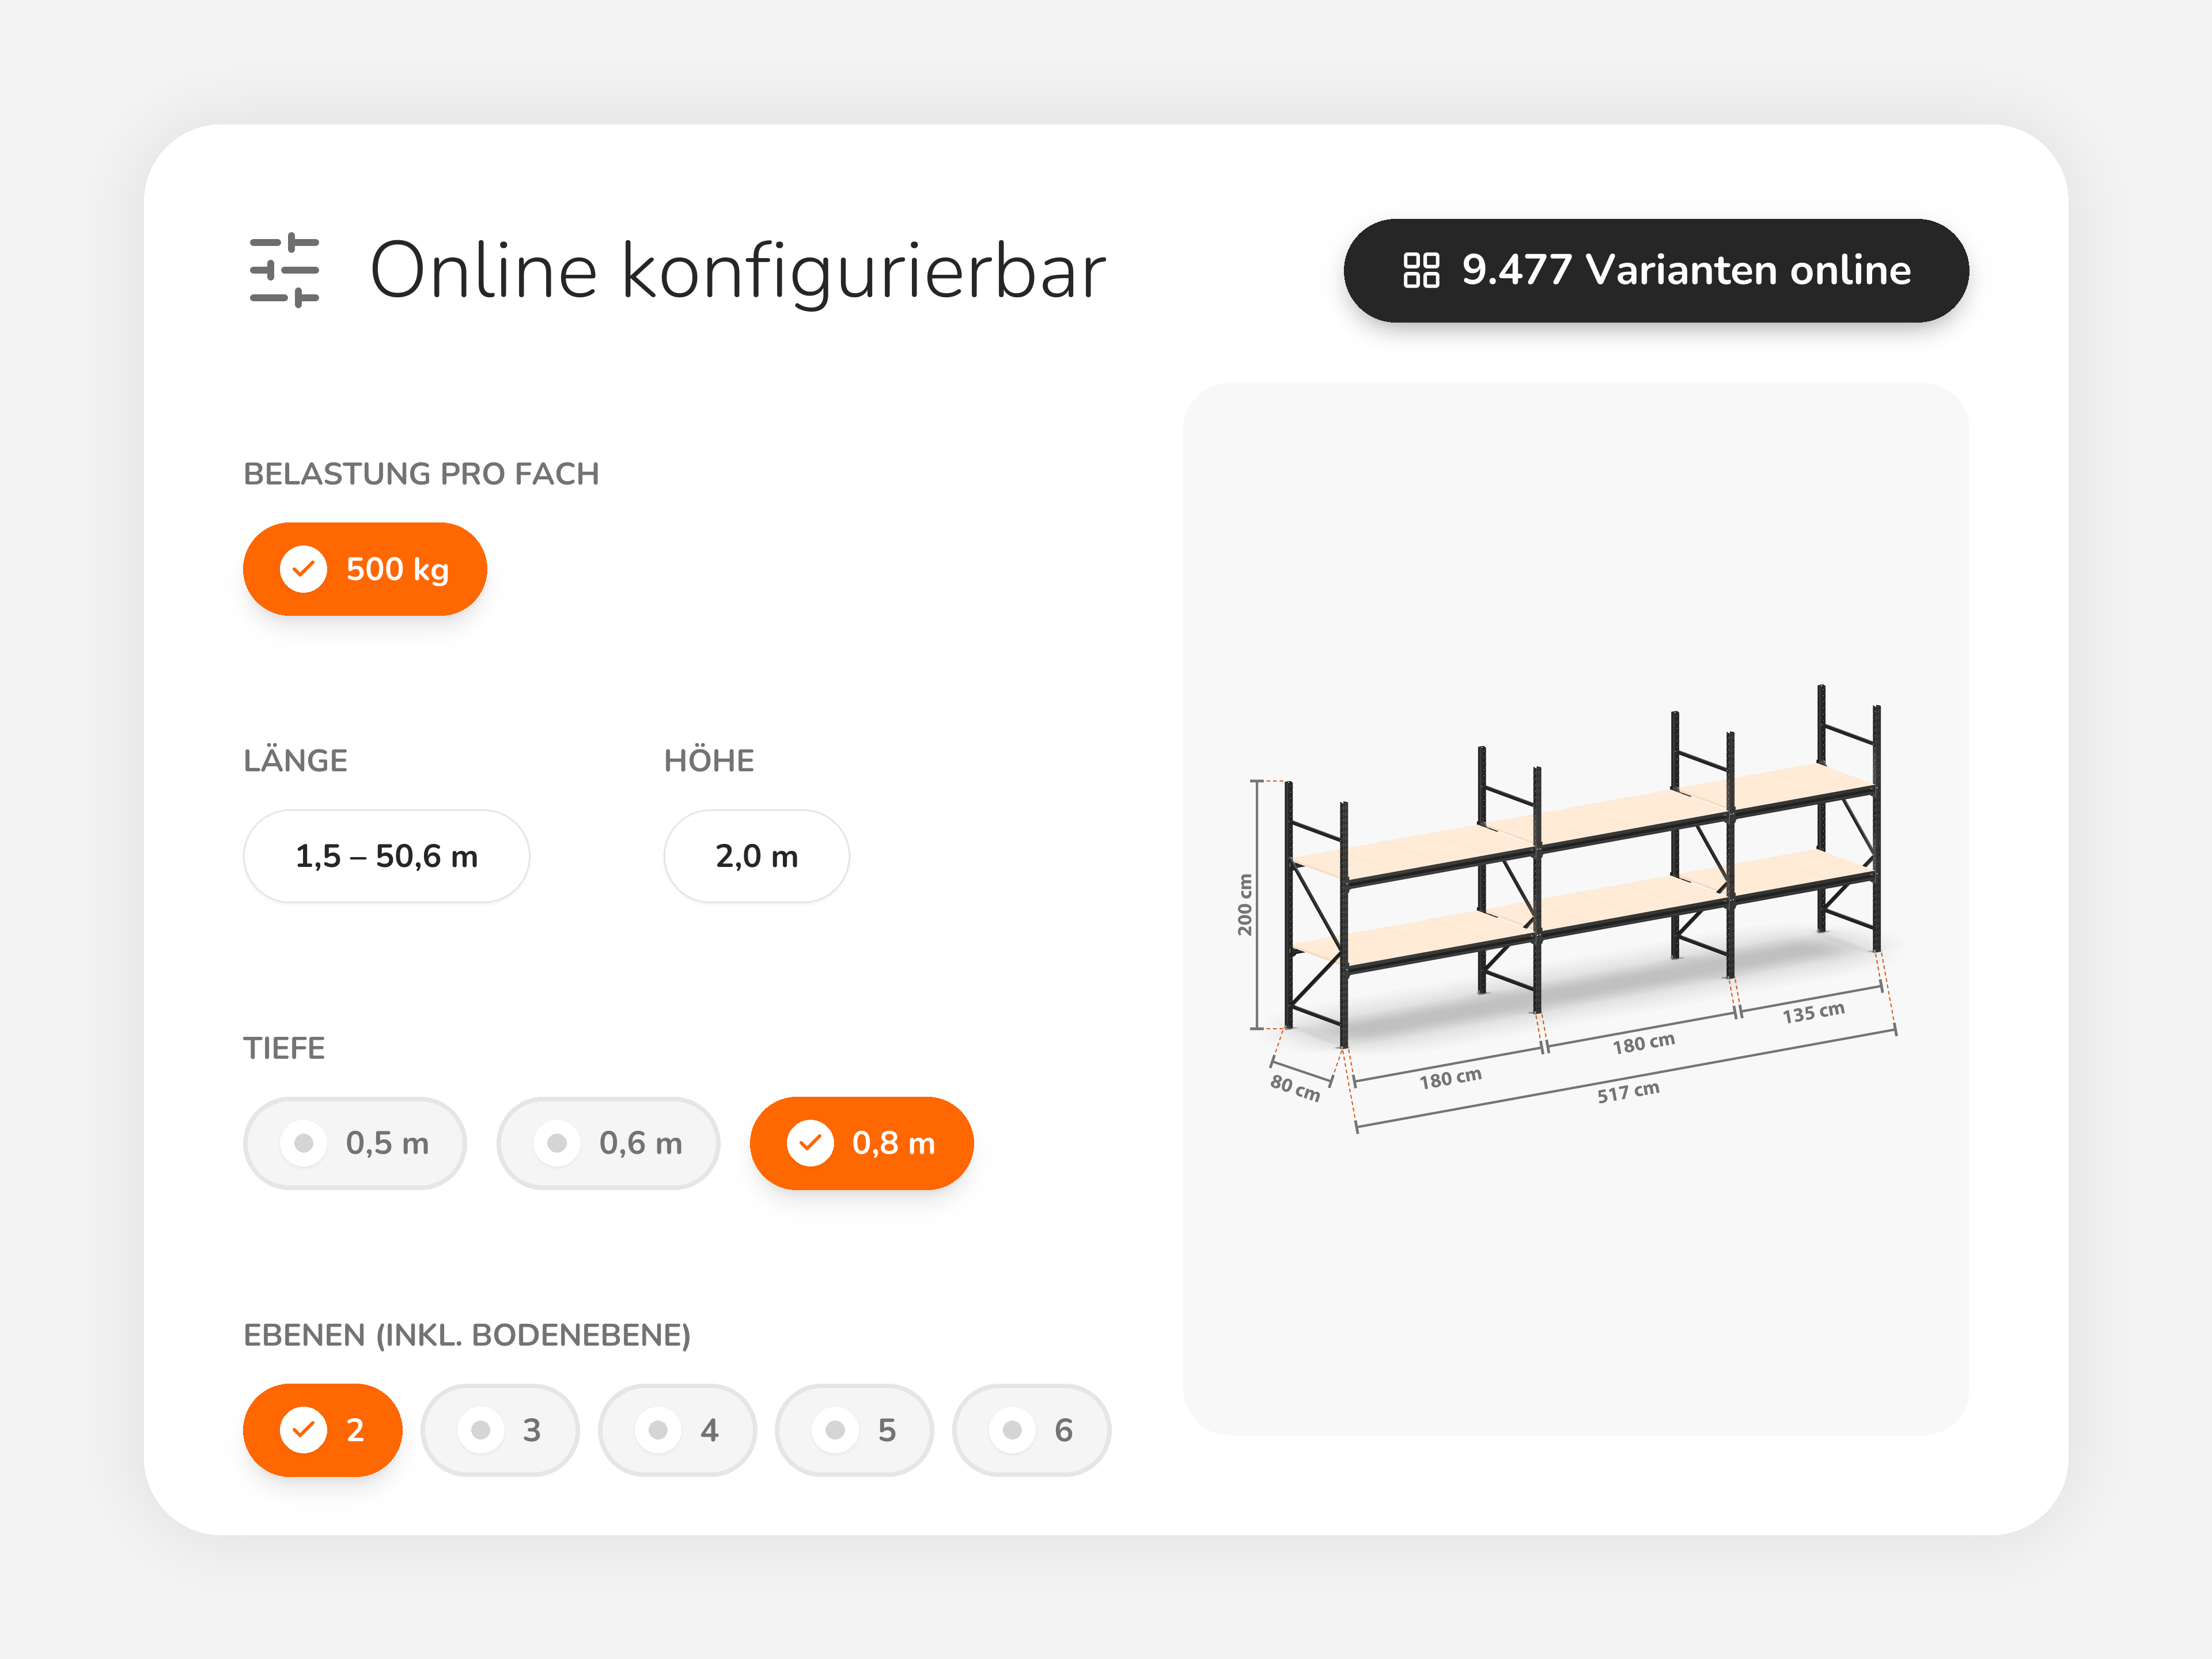 Online konfigurierbar
9.477 Varianten online
BELASTUNG PRO FACH
500 kg
LÄNGE
HÖHE
1,5 – 50,6 m
2,0 m
TIEFE
0,5 m
0,6 m
0,8 m
EBENEN (INKL. BODENEBENE)
2
3
4
5
6
200 cm
80 cm
180 cm
180 cm
135 cm
517 cm